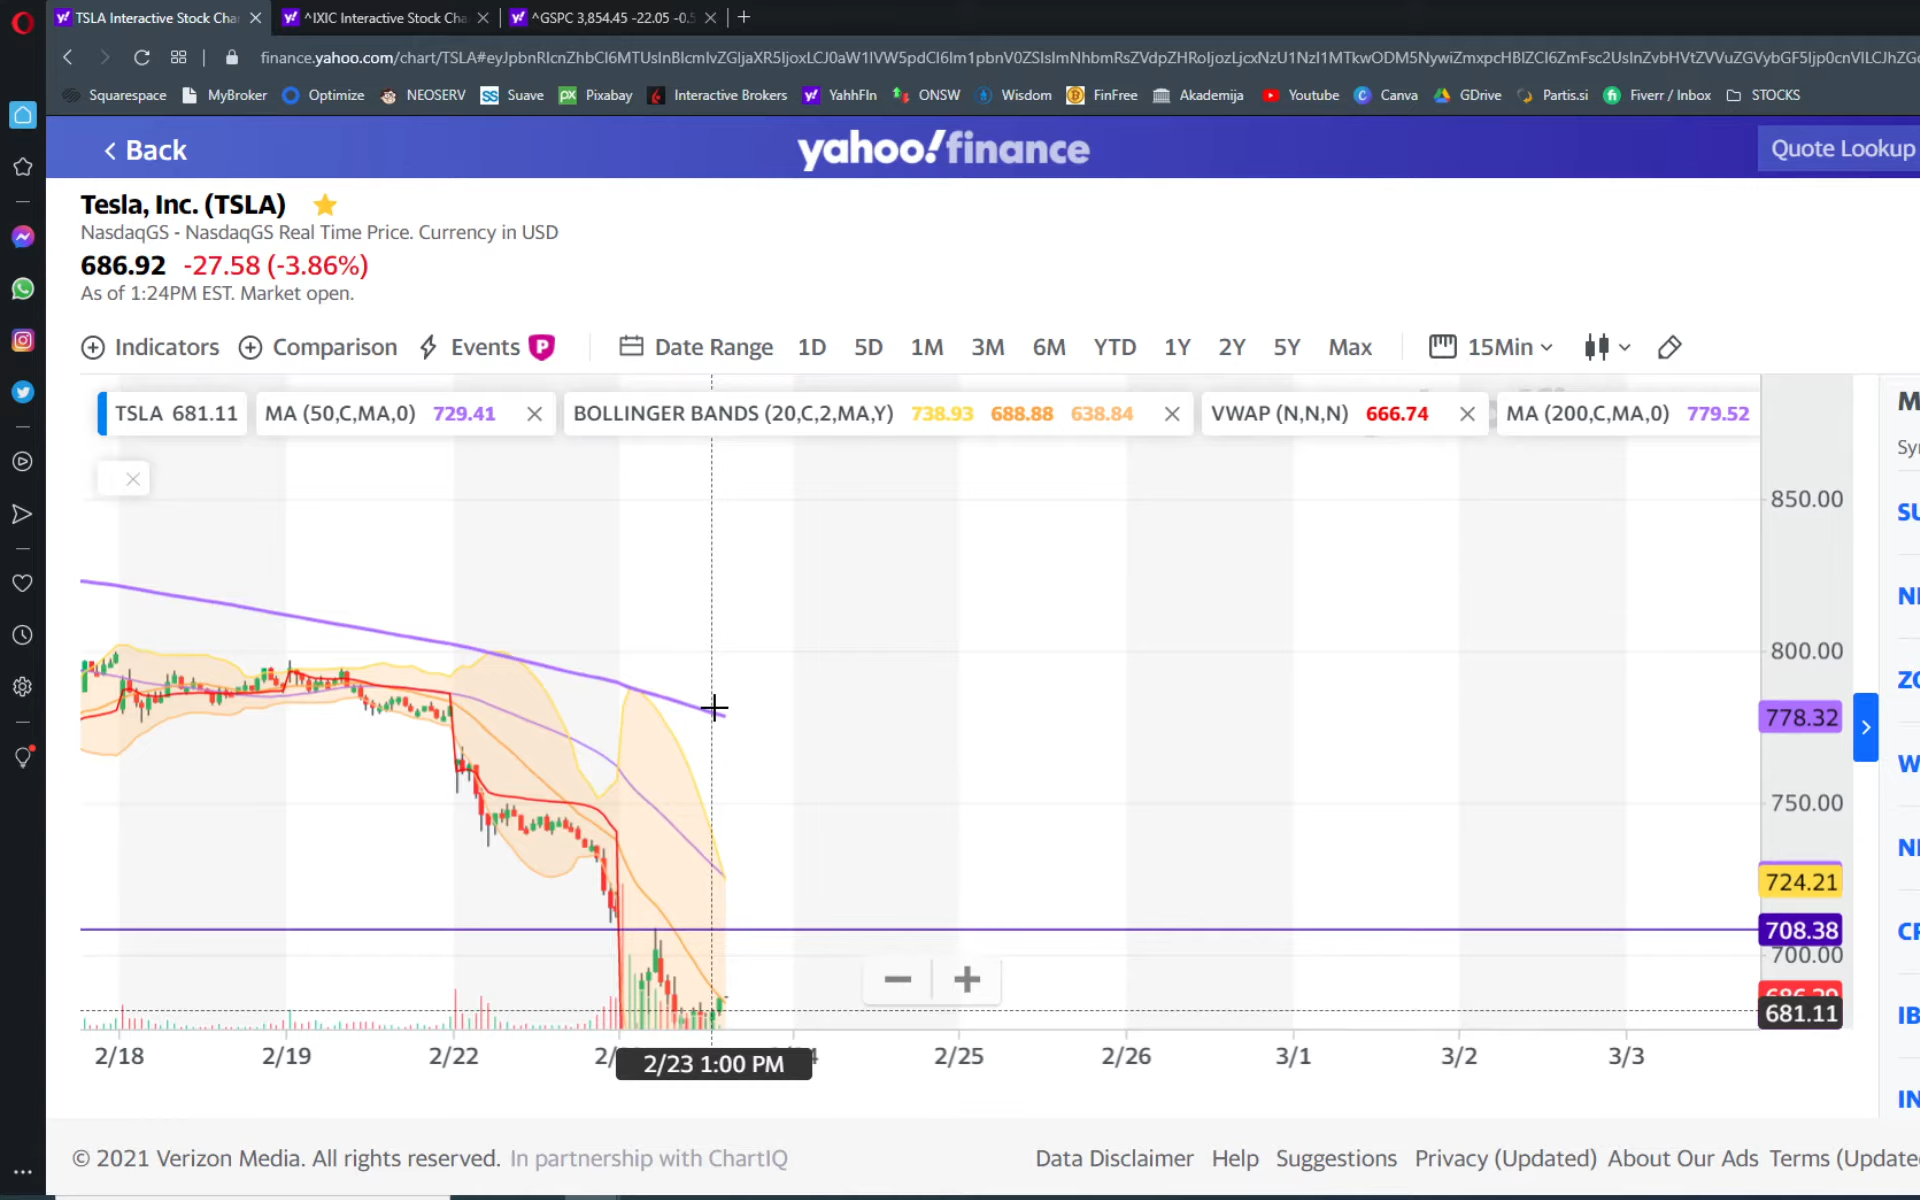 TSLA Interactive Stock Cha
^IXIC Interactive Stock Cha
^GSPC 3,854.45 -22.05 -0.5
Squarespace MyBroker Optimize NEOSERV Suave Pixabay Interactive Brokers YahhFIn ONSW Wisdom FinFree Akademija Youtube Canva GDrive Partis.si Fiverr / Inbox STOCKS
Back
yahoo!finance
Quote Lookup
Tesla, Inc. (TSLA)
NasdaqGS - NasdaqGS Real Time Price. Currency in USD
686.92 -27.58 (-3.86%)
As of 1:24PM EST. Market open.
Indicators Comparison Events P Date Range 1D 5D 1M 3M 6M YTD 1Y 2Y 5Y Max 15Min
TSLA 681.11 MA (50,C,MA,0) 729.41 BOLLINGER BANDS (20,C,2,MA,Y) 738.93 688.88 638.84 VWAP (N,N,N) 666.74 MA (200,C,MA,0) 779.52
850.00
800.00
778.32
750.00
724.21
708.38
700.00
681.11
2/18 2/19 2/22 2/23 1:00 PM 2/25 2/26 3/1 3/2 3/3
© 2021 Verizon Media. All rights reserved. In partnership with ChartIQ
Data Disclaimer Help Suggestions Privacy (Updated) About Our Ads Terms (Update